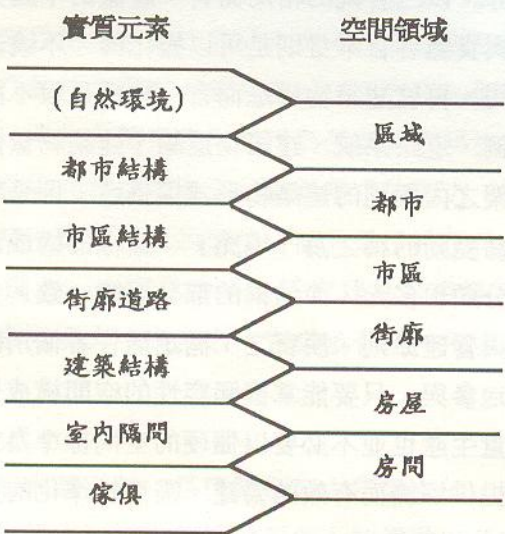 實質元素
空間領域
(自然環境)
區域
都市結構
都市
市區結構
市區
街廓道路
街廓
建築結構
房屋
室內隔間
房間
傢俱